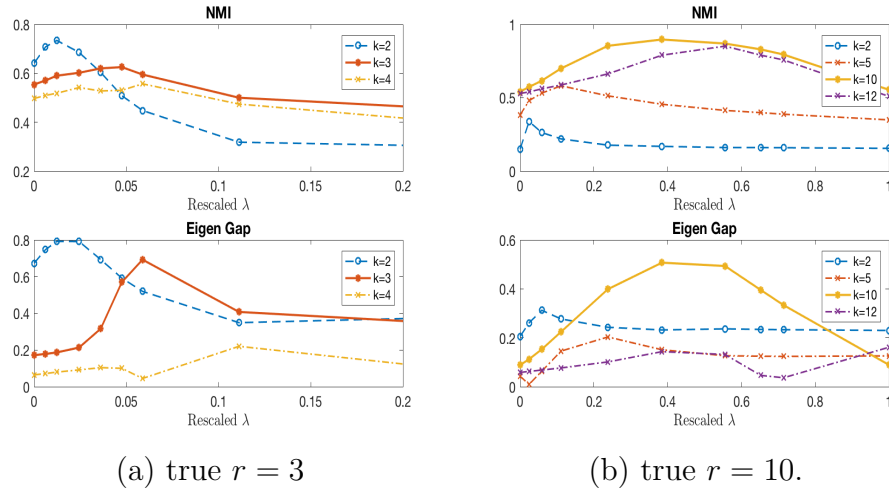 NMI
0.8
0.6
0.4
0.2
k=2
k=3
k=4
0 0.05 0.1 0.15 0.2
Rescaled λ
Eigen Gap
0.8
0.6
0.4
0.2
0
k=2
k=3
k=4
0 0.05 0.1 0.15 0.2
Rescaled λ
(a) true r = 3
NMI
1
0.5
0
k=2
k=5
k=10
k=12
0 0.2 0.4 0.6 0.8 1
Rescaled λ
Eigen Gap
0.6
0.4
0.2
0
k=2
k=5
k=10
k=12
0 0.2 0.4 0.6 0.8 1
Rescaled λ
(b) true r = 10.